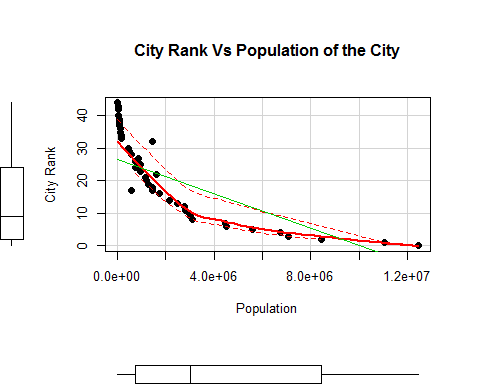 City Rank Vs Population of the City
40
30
20
10
0
City Rank
0.0e+00 4.0e+06 8.0e+06 1.2e+07
Population